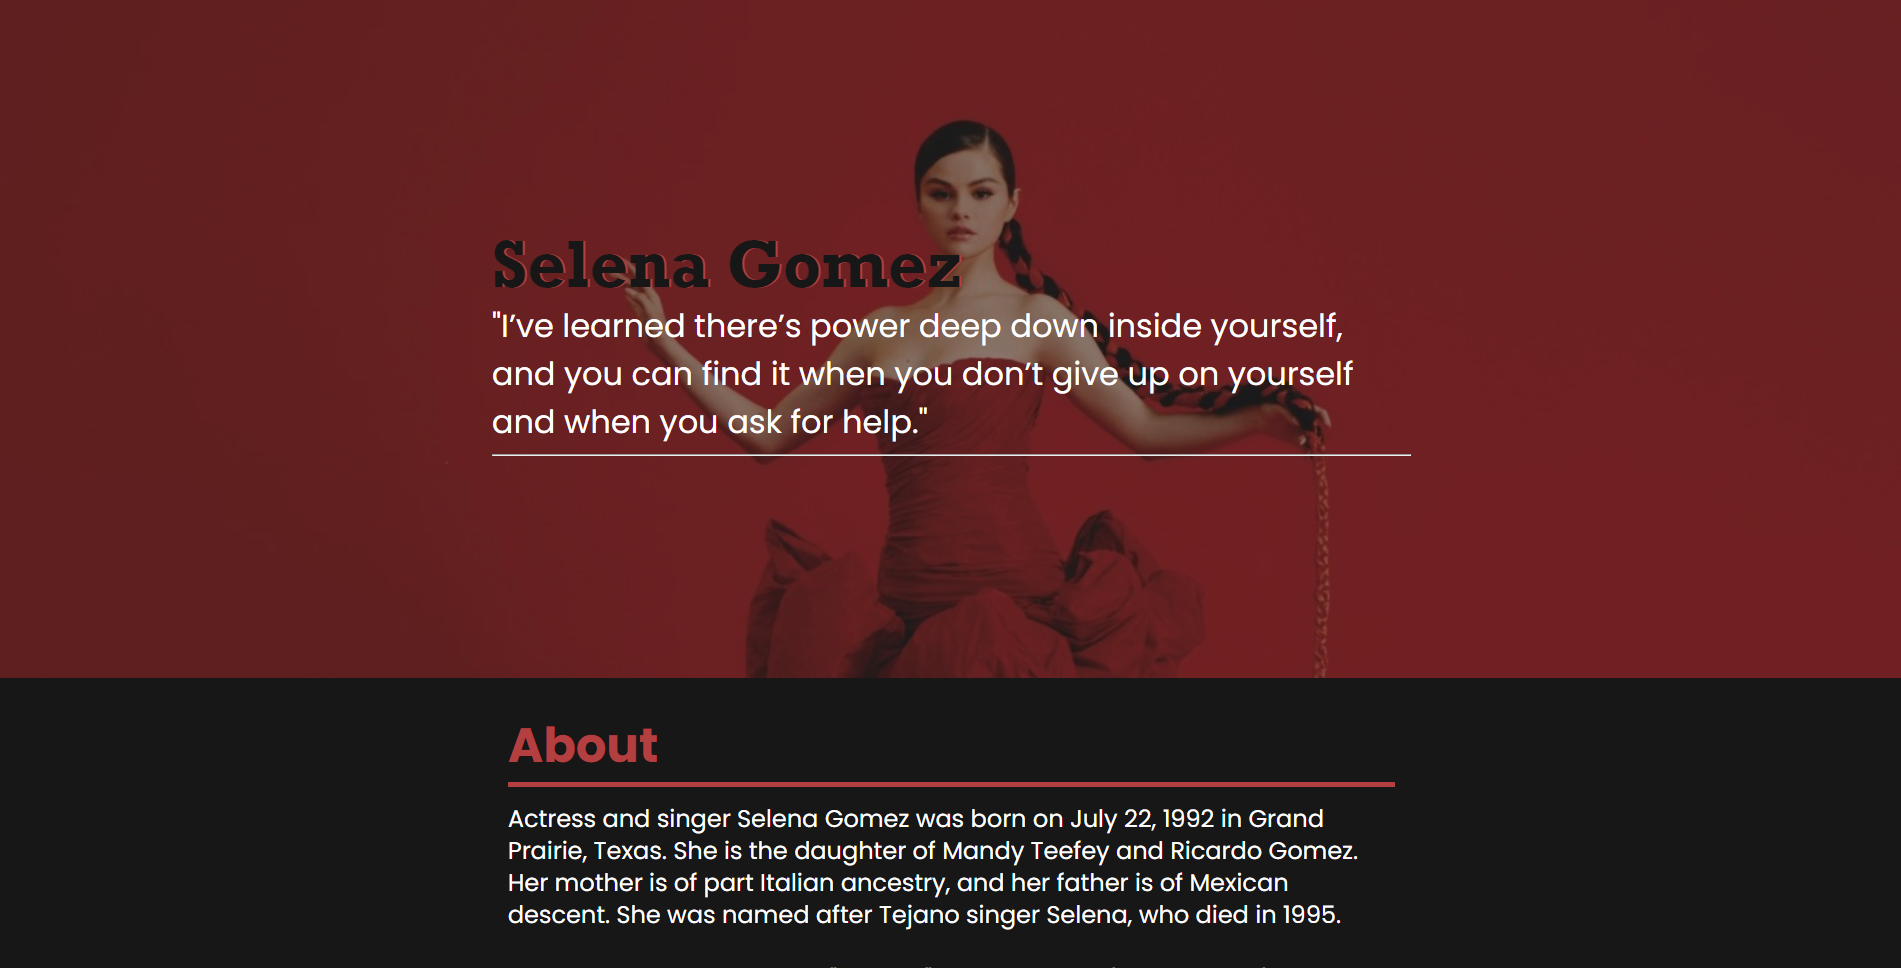 Selena Gomez
"I’ve learned there’s power deep down inside yourself,
and you can find it when you don’t give up on yourself
and when you ask for help."
About
Actress and singer Selena Gomez was born on July 22, 1992 in Grand
Prairie, Texas. She is the daughter of Mandy Teefey and Ricardo Gomez.
Her mother is of part Italian ancestry, and her father is of Mexican
descent. She was named after Tejano singer Selena, who died in 1995.